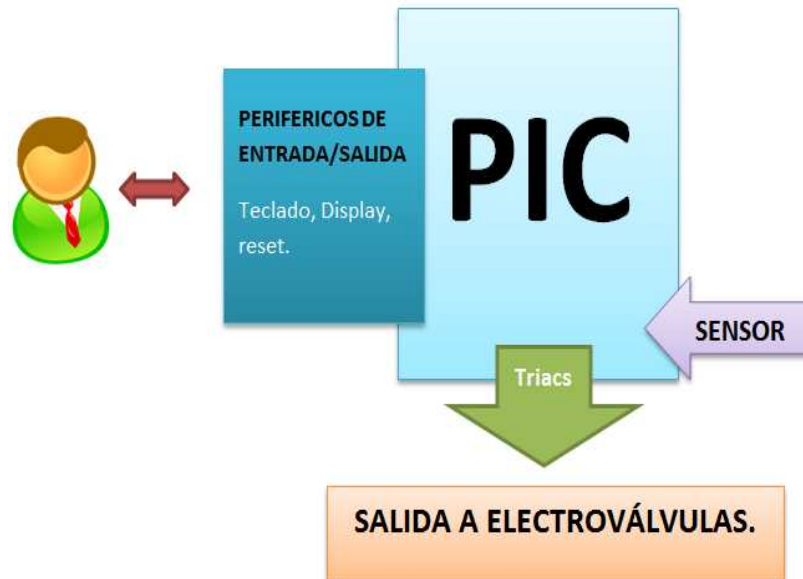 PERIFERICOS DE
ENTRADA/SALIDA
Teclado, Display,
reset.
PIC
SENSOR
Triacs
SALIDA A ELECTROVÁLVULAS.